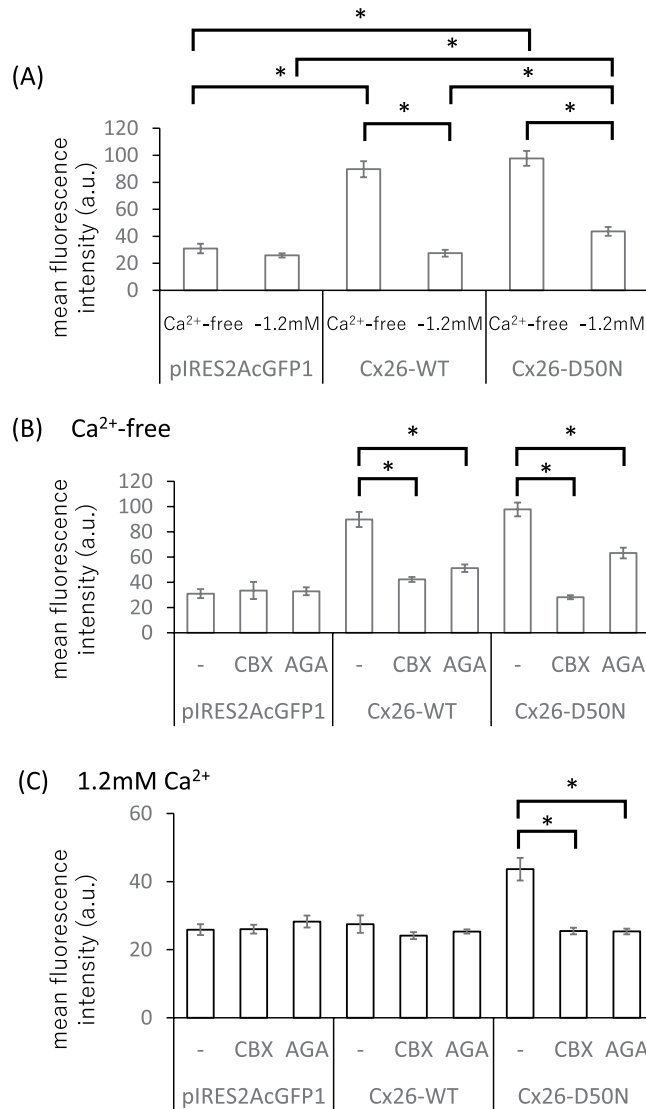 *
*
(A)
*
*
*
*
120
100
80
60
40
20
0
mean fluorescence
intensity (a.u.)
Ca²⁺-free -1.2mM Ca²⁺-free -1.2mM Ca²⁺-free -1.2mM
pIRES2AcGFP1 Cx26-WT Cx26-D50N
(B) Ca²⁺-free
* *
* *
120
100
80
60
40
20
0
mean fluorescence
intensity (a.u.)
- CBX AGA - CBX AGA - CBX AGA
pIRES2AcGFP1 Cx26-WT Cx26-D50N
(C) 1.2mM Ca²⁺
*
*
60
40
20
0
mean fluorescence
intensity (a.u.)
- CBX AGA - CBX AGA - CBX AGA
pIRES2AcGFP1 Cx26-WT Cx26-D50N